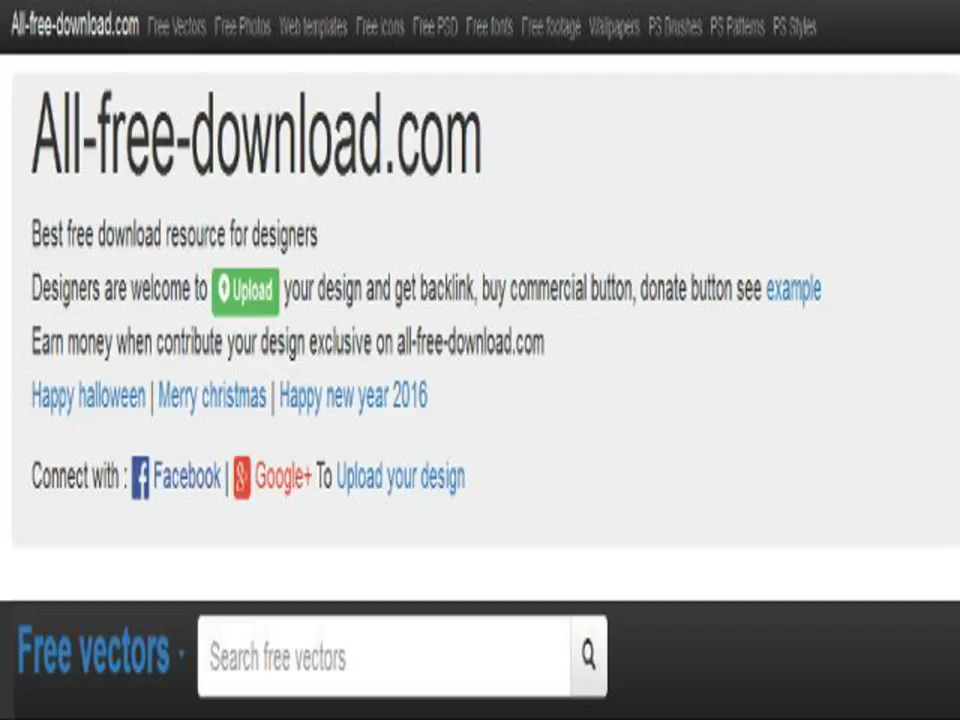 All-free-download.com Free Vectors Free Photos Web templates Free Icons Free PSD Free fonts Free footage Wallpapers PS Brushes PS Patterns PS Styles
All-free-download.com
Best free download resource for designers
Designers are welcome to Upload your design and get backlink, buy commercial button, donate button see example
Earn money when contribute your design exclusive on all-free-download.com
Happy halloween | Merry christmas | Happy new year 2016
Connect with : f Facebook | g+ Google+ To Upload your design
Free vectors Search free vectors